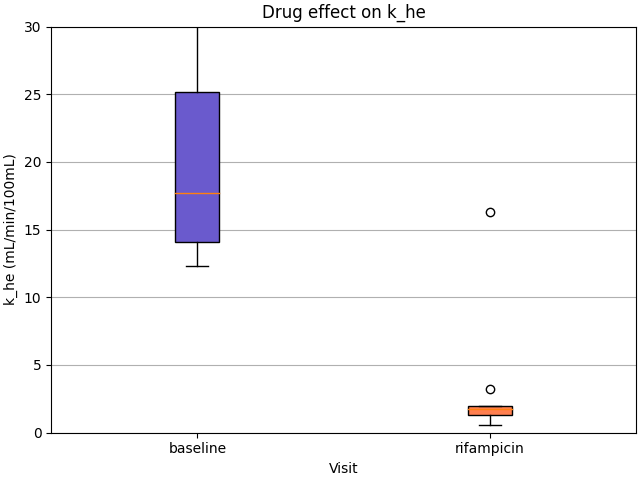 Drug effect on k_he
k_he (mL/min/100mL)
30
25
20
15
10
5
0
baseline
rifampicin
Visit